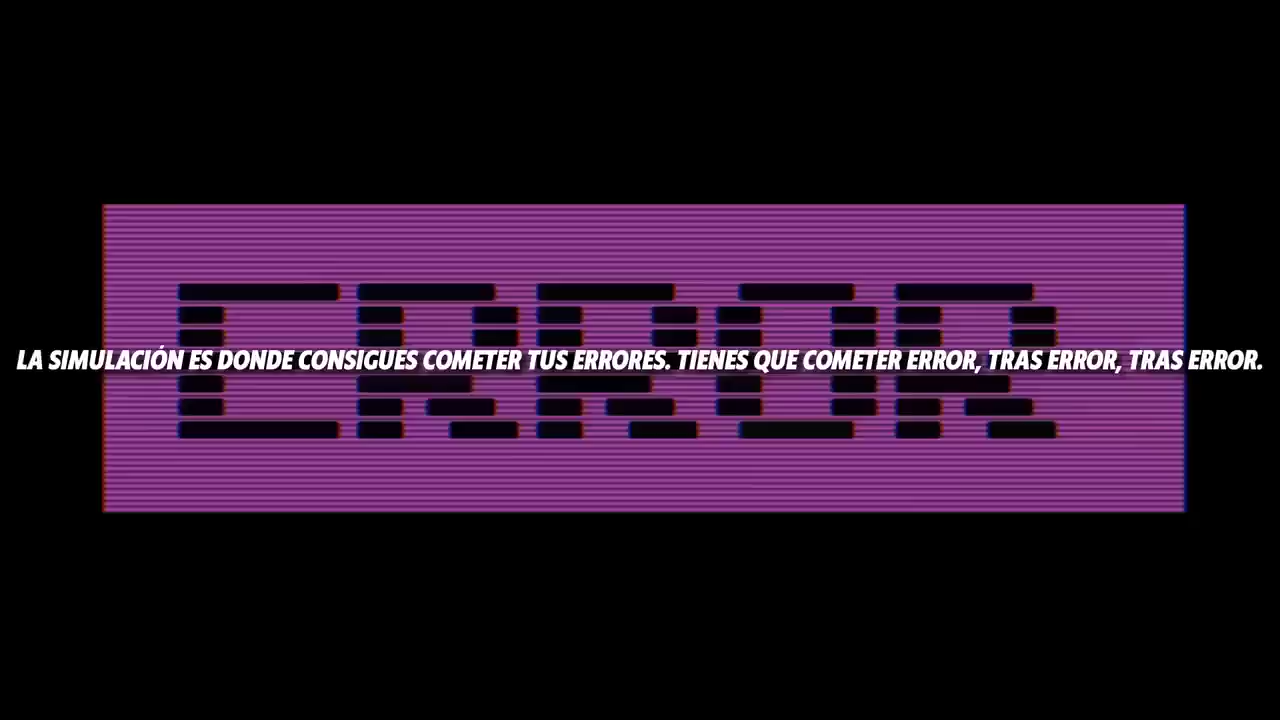 ERROR
LA SIMULACIÓN ES DONDE CONSIGUES COMETER TUS ERRORES. TIENES QUE COMETER ERROR, TRAS ERROR, TRAS ERROR.